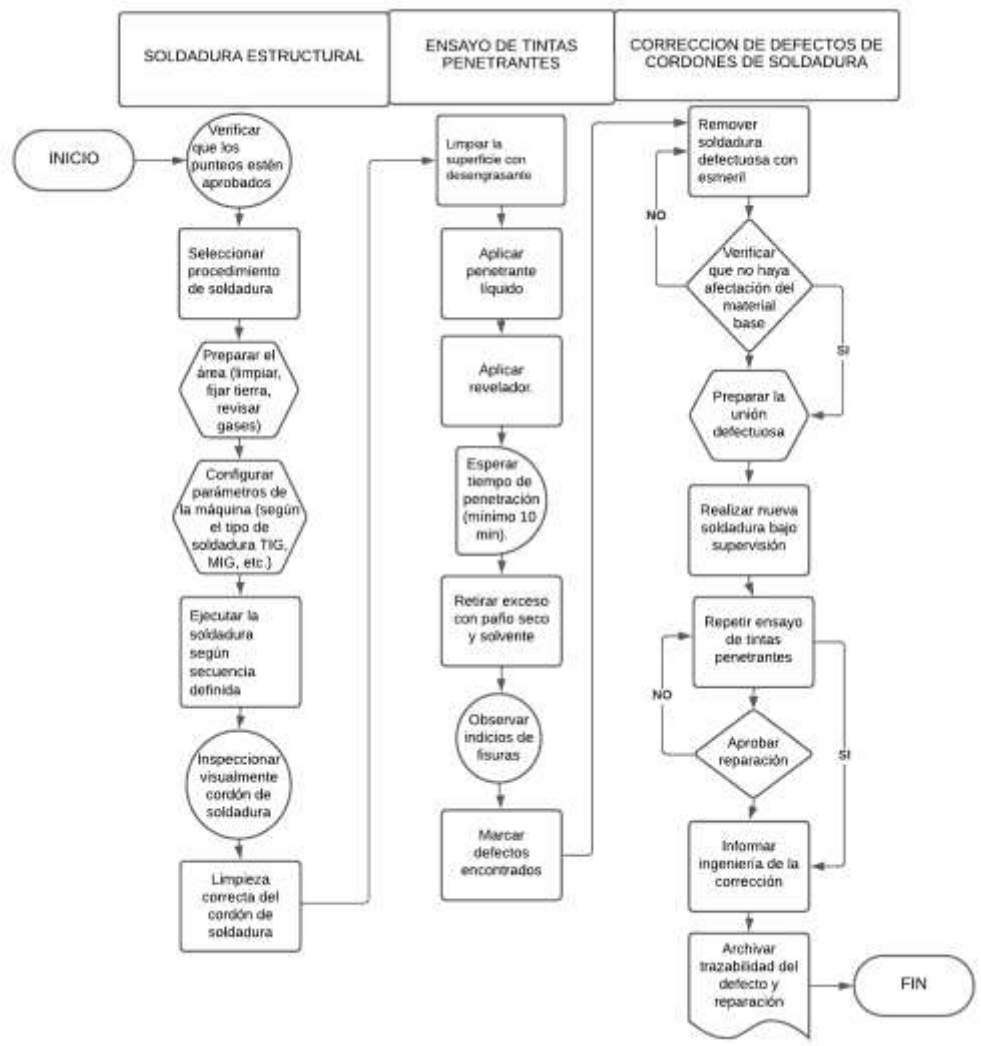 SOLDADURA ESTRUCTURAL
ENSAYO DE TINTAS
PENETRANTES
CORRECCION DE DEFECTOS DE
CORDONES DE SOLDADURA
INICIO
Verificar
que los
punteos estén
aprobados
Seleccionar
procedimiento
de soldadura
Preparar el
área (limpiar,
fijar tierra,
revisar
gases)
Configurar
parámetros de
la máquina (según
el tipo de
soldadura TIG,
MIG, etc.)
Ejecutar la
soldadura
según
secuencia
definida
Inspeccionar
visualmente
cordón de
soldadura
Limpieza
correcta del
cordón de
soldadura
Limpiar la
superficie con
desengrasante
Aplicar
penetrante
líquido
Aplicar
revelador.
Esperar
tiempo de
penetración
(mínimo 10
min).
Retirar exceso
con paño seco
y solvente
Observar
indicios de
fisuras
Marcar
defectos
encontrados
Remover
soldadura
defectuosa con
esmeril
NO
Verificar
que no haya
afectación del
material
base
SI
Preparar la
unión
defectuosa
Realizar nueva
soldadura bajo
supervisión
Repetir ensayo
de tintas
penetrantes
NO
Aprobar
reparación
SI
Informar
ingeniería de la
corrección
Archivar
trazabilidad del
defecto y
reparación
FIN